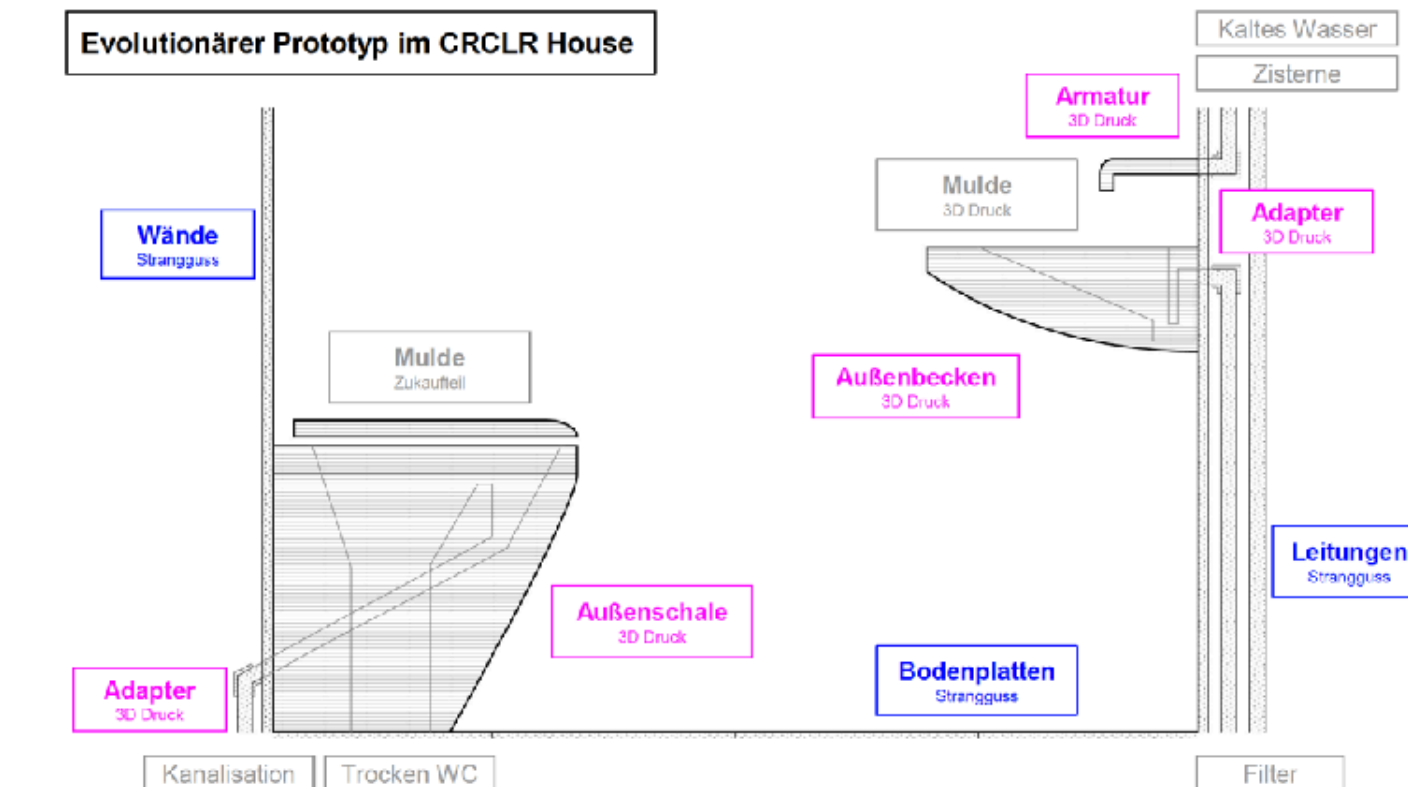 Evolutionärer Prototyp im CRCLR House
Kaltes Wasser
Zisterne
Armatur
3D Druck
Mulde
3D Druck
Adapter
3D Druck
Wände
Strangguss
Mulde
Zukaufteil
Außenbecken
3D Druck
Leitungen
Strangguss
Außenschale
3D Druck
Bodenplatten
Strangguss
Adapter
3D Druck
Kanalisation
Trocken WC
Filter